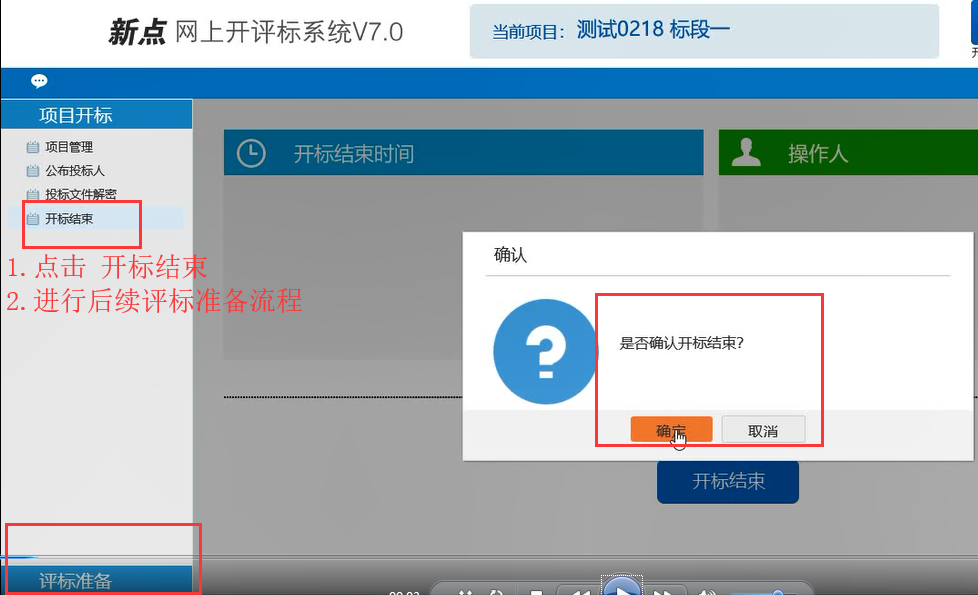 新点 网上开评标系统V7.0
当前项目: 测试0218 标段一
项目开标
项目管理
公布投标人
投标文件解密
开标结束
1.点击 开标结束
2.进行后续评标准备流程
开标结束时间
操作人
确认
是否确认开标结束?
确定
取消
开标结束
评标准备